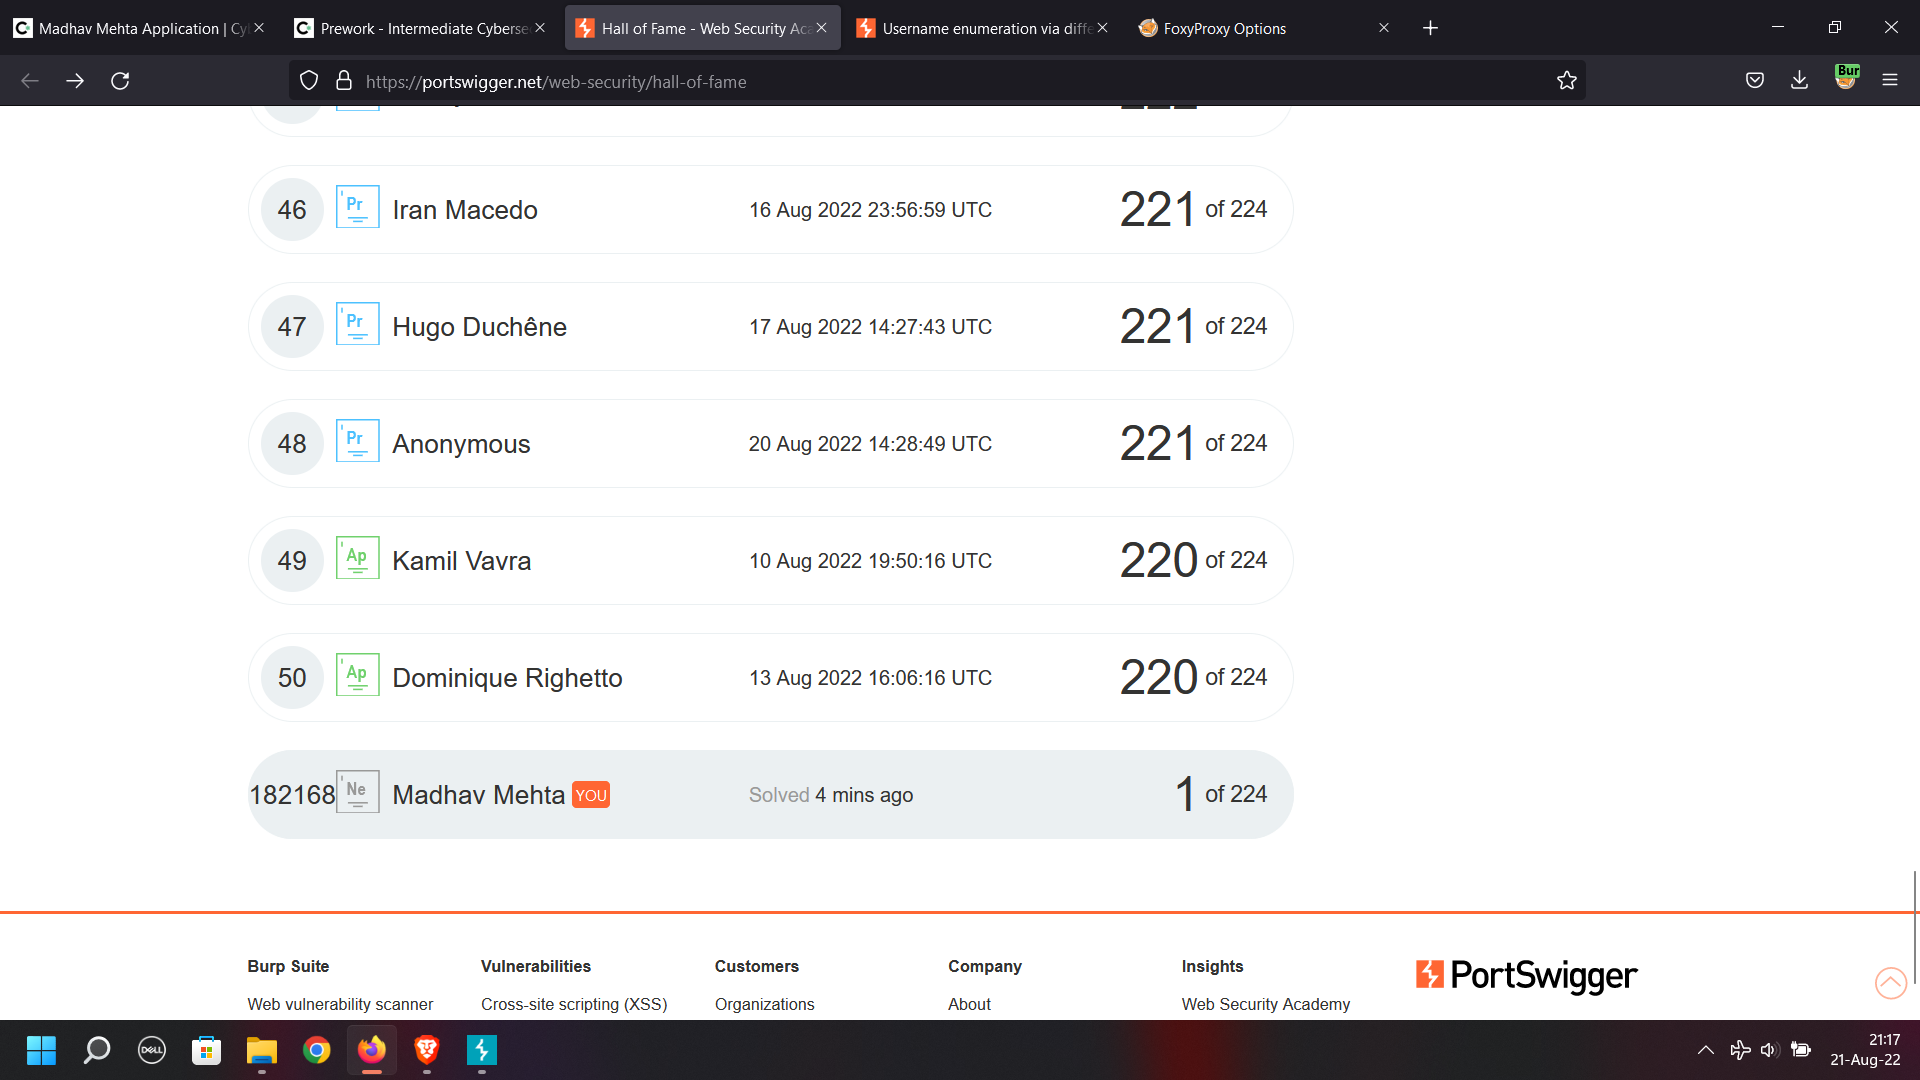 Madhav Mehta Application | Cy
Prework - Intermediate Cyberse
Hall of Fame - Web Security Aca
Username enumeration via diffe
FoxyProxy Options
https://portswigger.net/web-security/hall-of-fame
Bur
46 Pr Iran Macedo 16 Aug 2022 23:56:59 UTC 221 of 224
47 Pr Hugo Duchêne 17 Aug 2022 14:27:43 UTC 221 of 224
48 Pr Anonymous 20 Aug 2022 14:28:49 UTC 221 of 224
49 Ap Kamil Vavra 10 Aug 2022 19:50:16 UTC 220 of 224
50 Ap Dominique Righetto 13 Aug 2022 16:06:16 UTC 220 of 224
182168 Ne Madhav Mehta YOU Solved 4 mins ago 1 of 224
Burp Suite Vulnerabilities Customers Company Insights PortSwigger
Web vulnerability scanner Cross-site scripting (XSS) Organizations About Web Security Academy
DELL
21:17
21-Aug-22